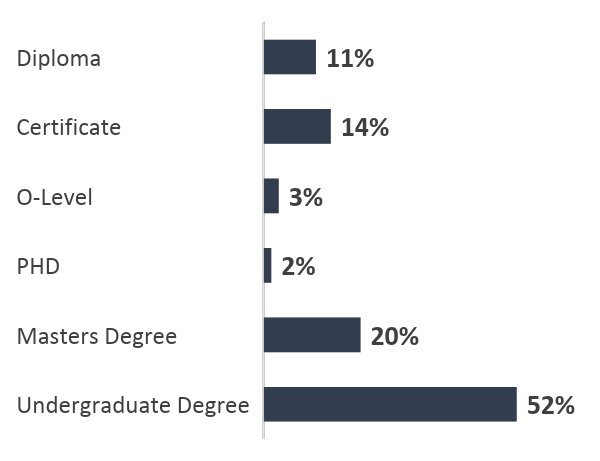 Diploma 11%
Certificate 14%
O-Level 3%
PHD 2%
Masters Degree 20%
Undergraduate Degree 52%